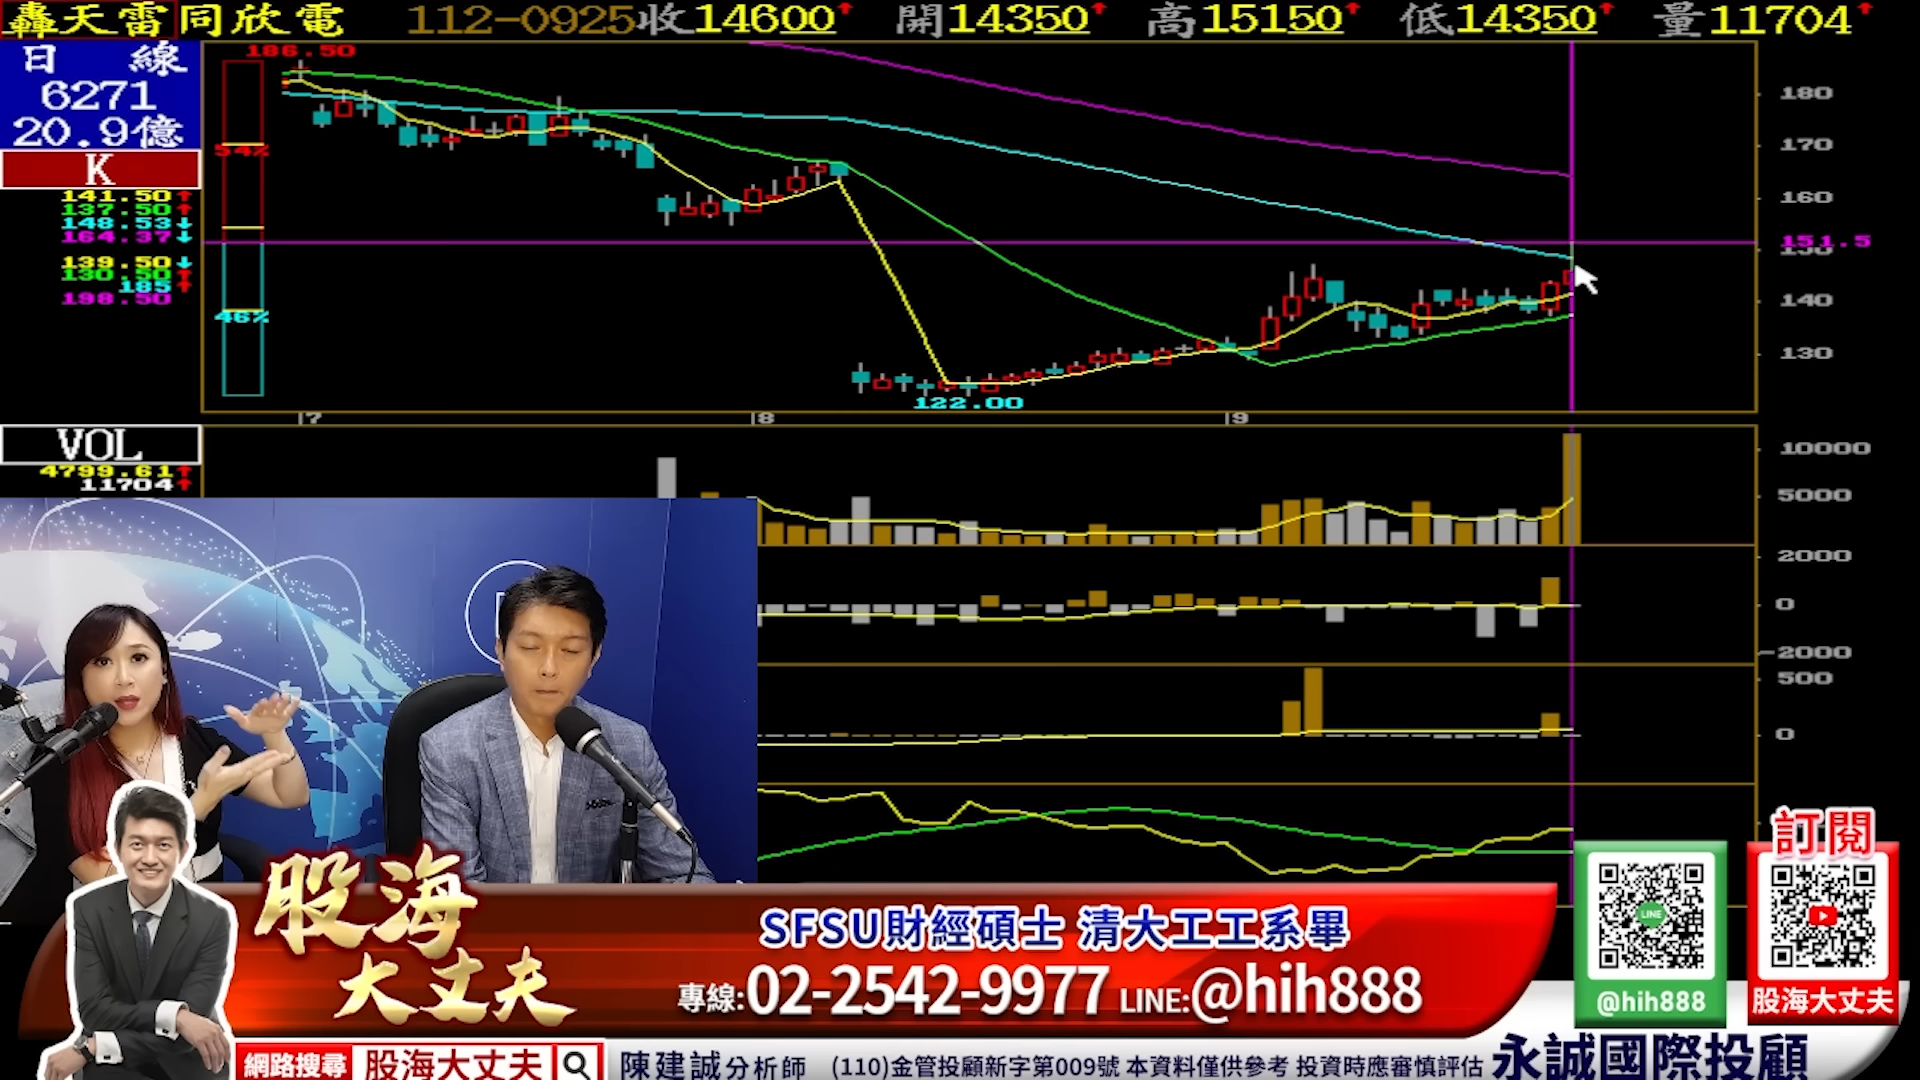 轟天雷同欣電 112-0925收14600↑ 開14350↑ 高15150↑ 低14350↑ 量11704↑
日 線
6271
20.9億
K
141.50↑
137.50↑
148.53↓
164.37↓
139.50↓
130.50↑
185↑
198.50
186.50
54%
46%
122.00
180
170
160
151.5
150
140
130
7 8 9
VOL
4799.61↑
11704↑
10000
5000
2000
0
-2000
500
0
股海
大丈夫
SFSU財經碩士 清大工工系畢
專線:02-2542-9977 LINE:@hih888
LINE
@hih888
訂閱
股海大丈夫
網路搜尋 股海大丈夫
陳建誠分析師 (110)金管投顧新字第009號 本資料僅供參考 投資時應審慎評估
永誠國際投顧